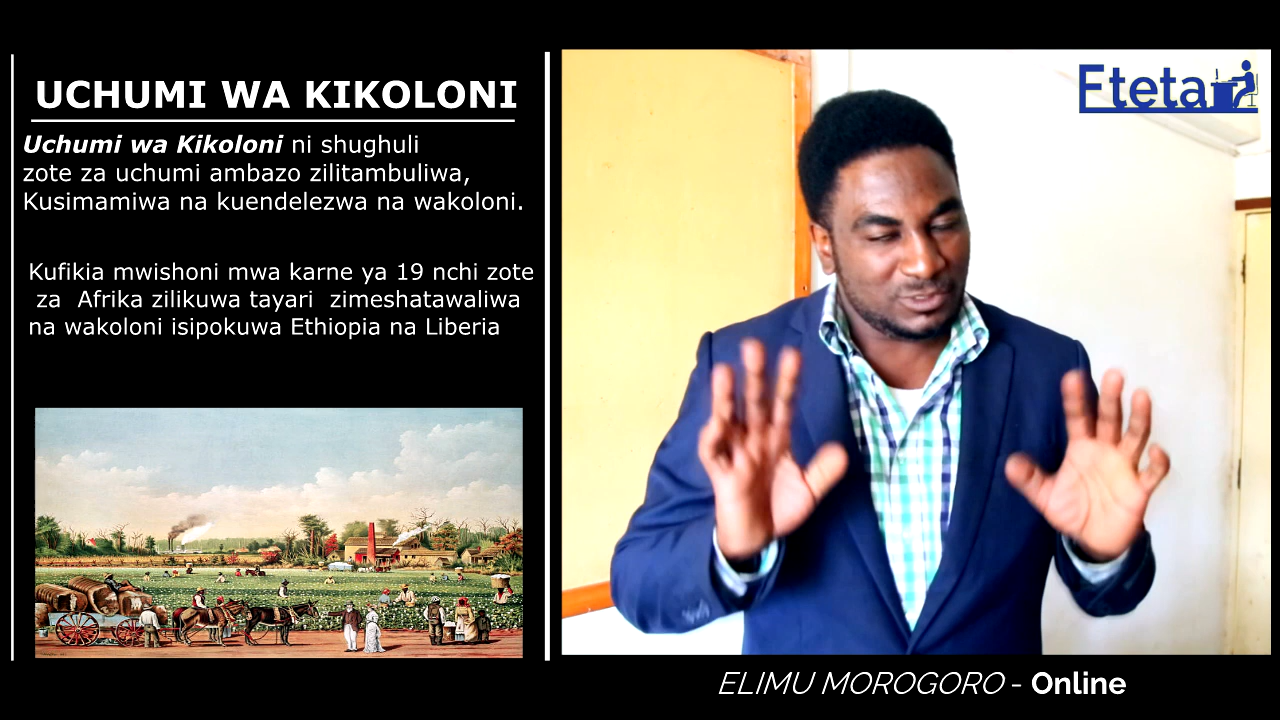 UCHUMI WA KIKOLONI
Uchumi wa Kikoloni ni shughuli
zote za uchumi ambazo zilitambuliwa,
Kusimamiwa na kuendelezwa na wakoloni.
Kufikia mwishoni mwa karne ya 19 nchi zote
za Afrika zilikuwa tayari zimeshatawaliwa
na wakoloni isipokuwa Ethiopia na Liberia
Eteta
ELIMU MOROGORO - Online